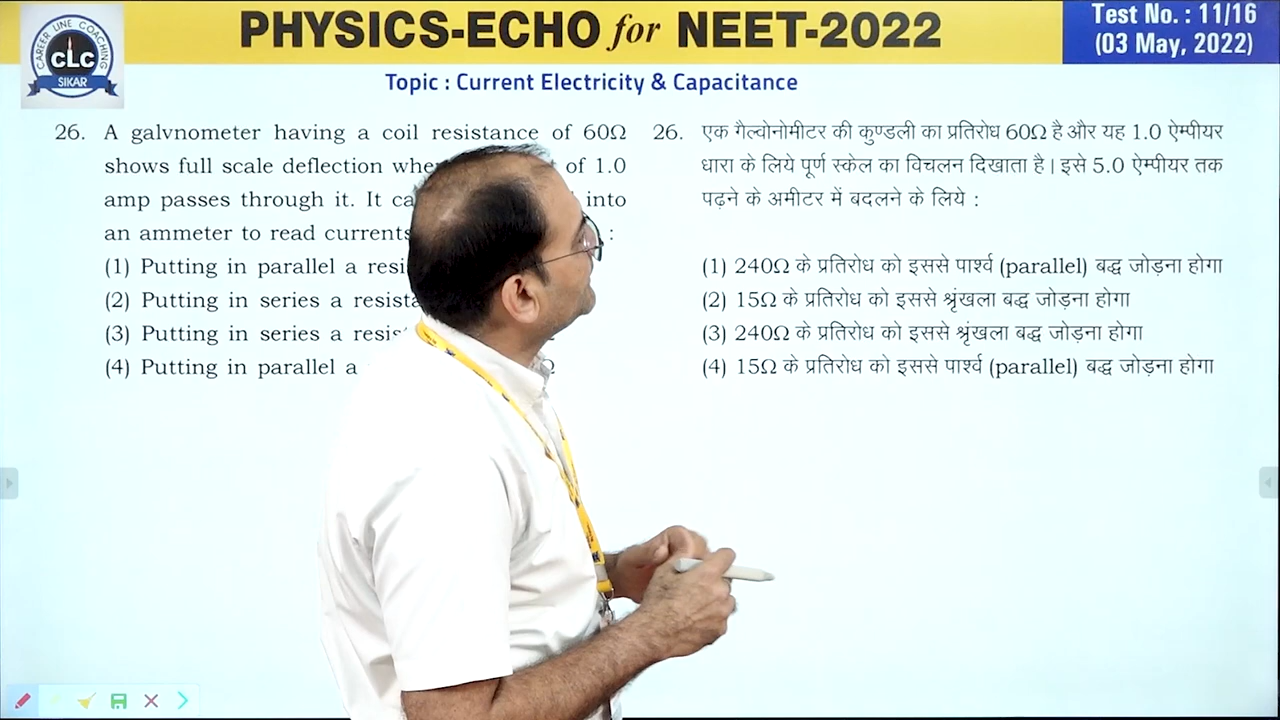 PHYSICS-ECHO for NEET-2022
Test No. : 11/16
(03 May, 2022)
CAREER LINE COACHING
CLC
SIKAR
Topic : Current Electricity & Capacitance
26. A galvnometer having a coil resistance of 60Ω
shows full scale deflection of 1.0
amp passes through it. It into
an ammeter to read currents :
(1) Putting in parallel a
(2) Putting in series a
(3) Putting in series a
(4) Putting in parallel a Ω
26. एक गैल्वोनोमीटर की कुण्डली का प्रतिरोध 60Ω है और यह 1.0 ऐम्पीयर
धारा के लिये पूर्ण स्केल का विचलन दिखाता है। इसे 5.0 ऐम्पीयर तक
पढ़ने के अमीटर में बदलने के लिये :
(1) 240Ω के प्रतिरोध को इससे पार्श्व (parallel) बद्ध जोड़ना होगा
(2) 15Ω के प्रतिरोध को इससे श्रृंखला बद्ध जोड़ना होगा
(3) 240Ω के प्रतिरोध को इससे श्रृंखला बद्ध जोड़ना होगा
(4) 15Ω के प्रतिरोध को इससे पार्श्व (parallel) बद्ध जोड़ना होगा